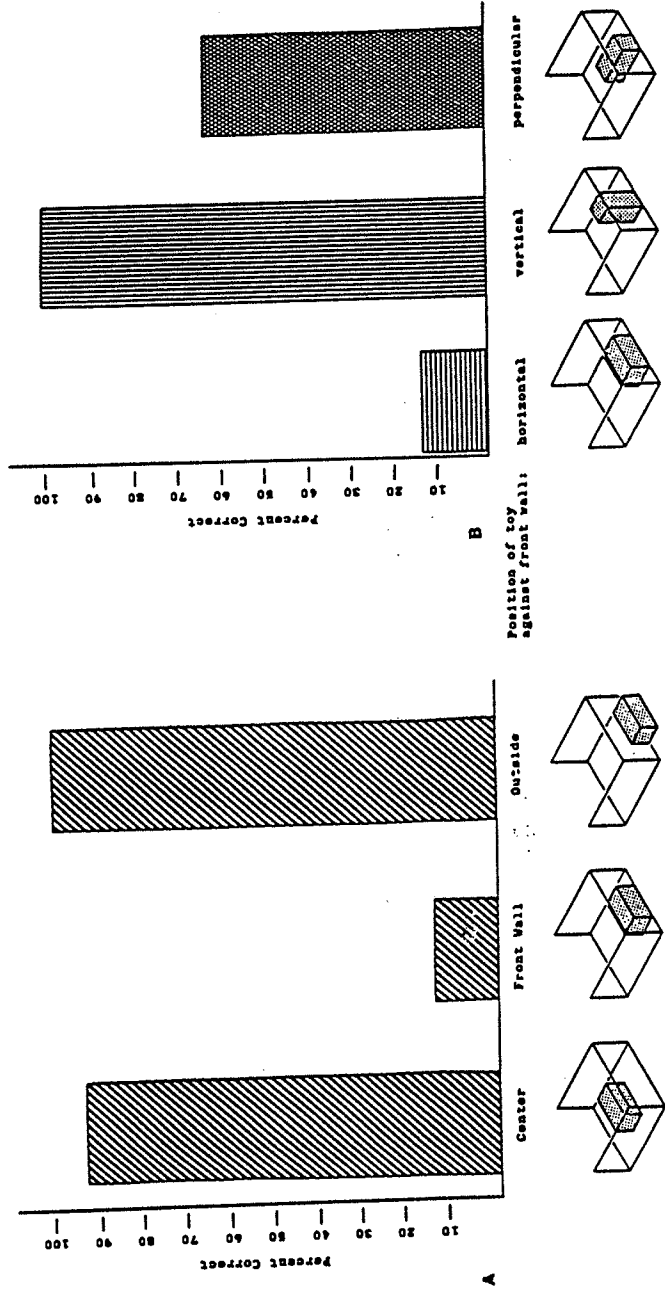 Percent Correct
100
90
80
70
60
50
40
30
20
10
A
Center
Front Wall
Outside
Percent Correct
100
90
80
70
60
50
40
30
20
10
B
Position of toy
against front wall:
horizontal
vertical
perpendicular